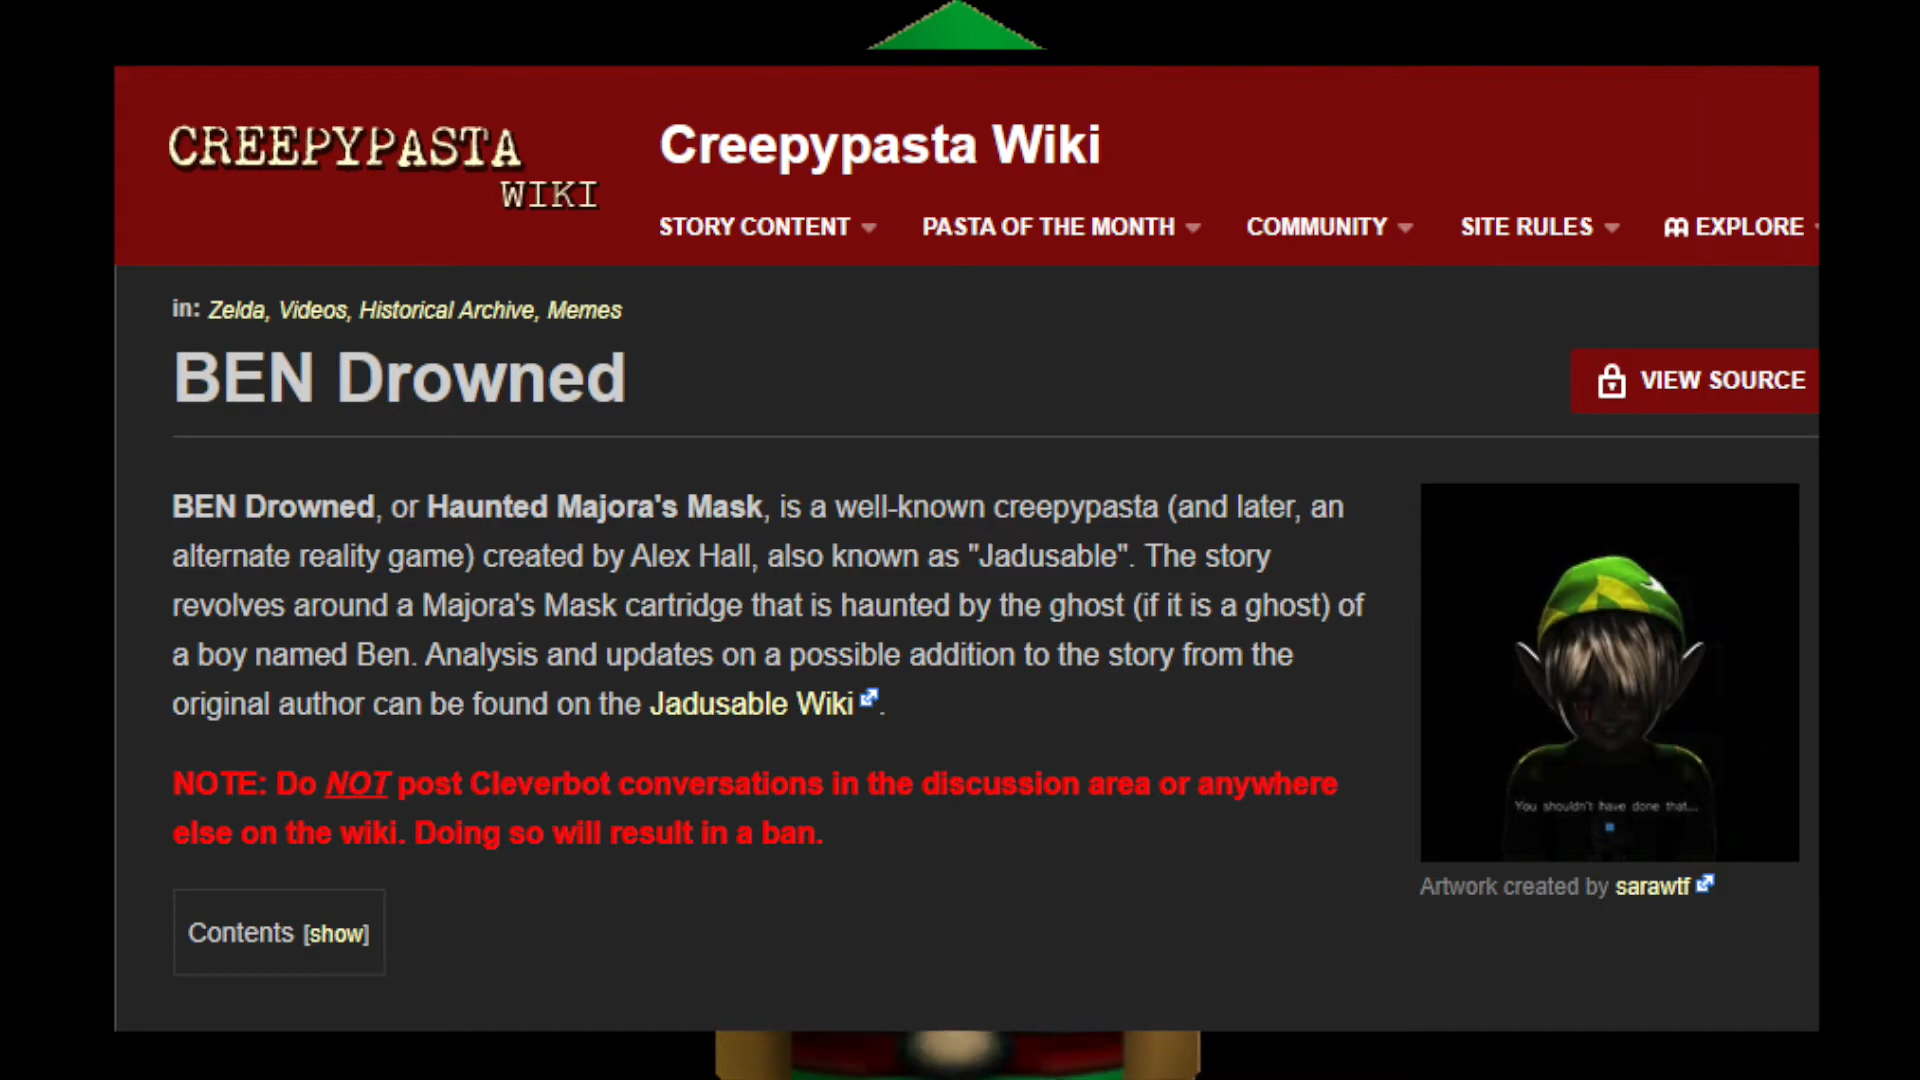 CREEPYPASTA
WIKI
Creepypasta Wiki
STORY CONTENT PASTA OF THE MONTH COMMUNITY SITE RULES EXPLORE
in: Zelda, Videos, Historical Archive, Memes
BEN Drowned
VIEW SOURCE
BEN Drowned, or Haunted Majora's Mask, is a well-known creepypasta (and later, an
alternate reality game) created by Alex Hall, also known as "Jadusable". The story
revolves around a Majora's Mask cartridge that is haunted by the ghost (if it is a ghost) of
a boy named Ben. Analysis and updates on a possible addition to the story from the
original author can be found on the Jadusable Wiki.
NOTE: Do NOT post Cleverbot conversations in the discussion area or anywhere
else on the wiki. Doing so will result in a ban.
Contents [show]
You shouldn't have done that...
Artwork created by sarawtf